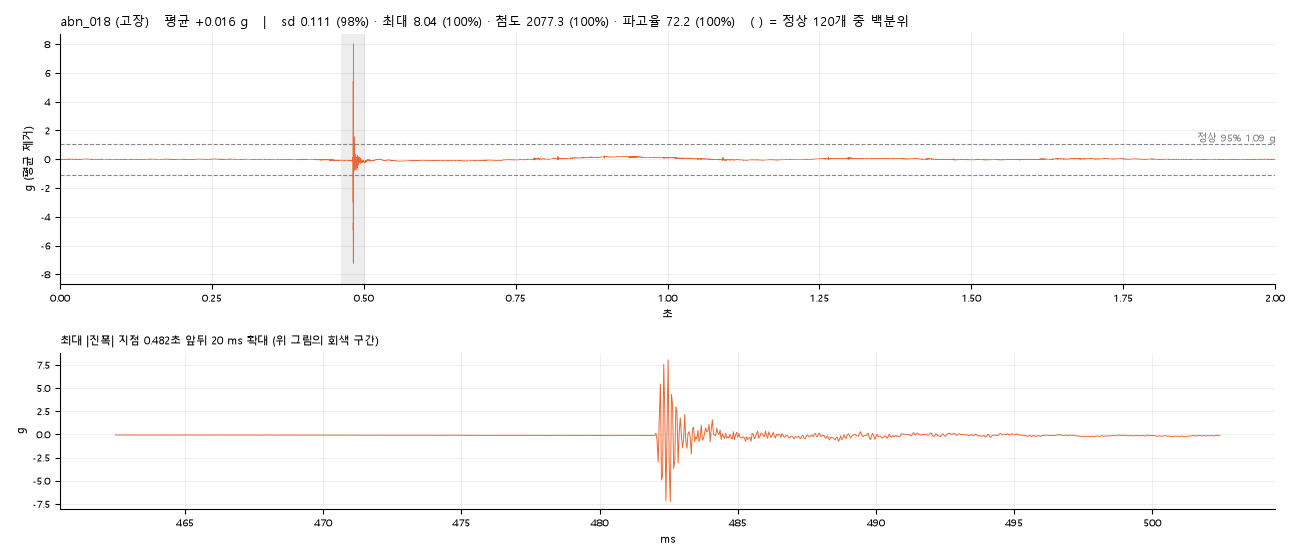 abn_018 (고장)    평균 +0.016 g    |    sd 0.111 (98%) · 최대 8.04 (100%) · 첨도 2077.3 (100%) · 파고율 72.2 (100%)    ( ) = 정상 120개 중 백분위
8
6
4
2
0
-2
-4
-6
-8
g (평균 제거)
정상 95% 1.09 g
0.00 0.25 0.50 0.75 1.00 1.25 1.50 1.75 2.00
초
최대 |진폭| 지점 0.482초 앞뒤 20 ms 확대 (위 그림의 회색 구간)
7.5
5.0
2.5
0.0
-2.5
-5.0
-7.5
g
465 470 475 480 485 490 495 500
ms